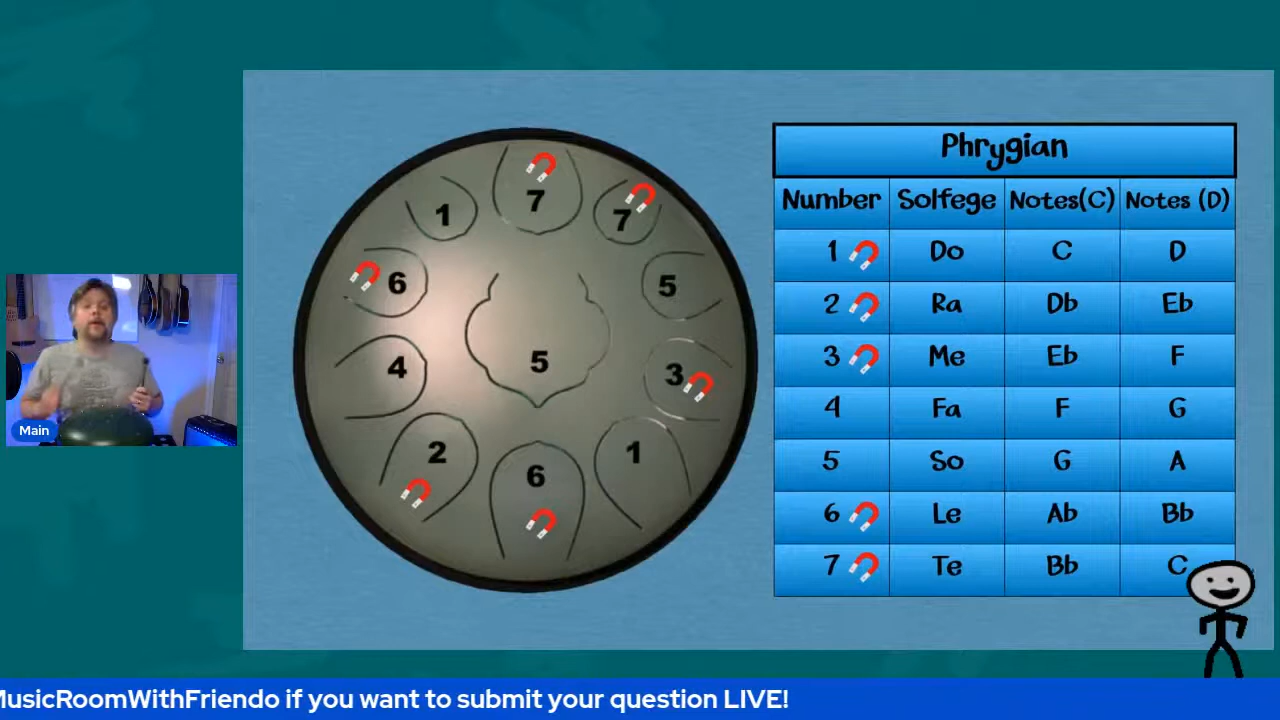 7
1
7
6
5
5
4
3
2
6
1
Phrygian
Number Solfege Notes(C) Notes (D)
1 Do C D
2 Ra Db Eb
3 Me Eb F
4 Fa F G
5 So G A
6 Le Ab Bb
7 Te Bb C
Main
MusicRoomWithFriendo if you want to submit your question LIVE!